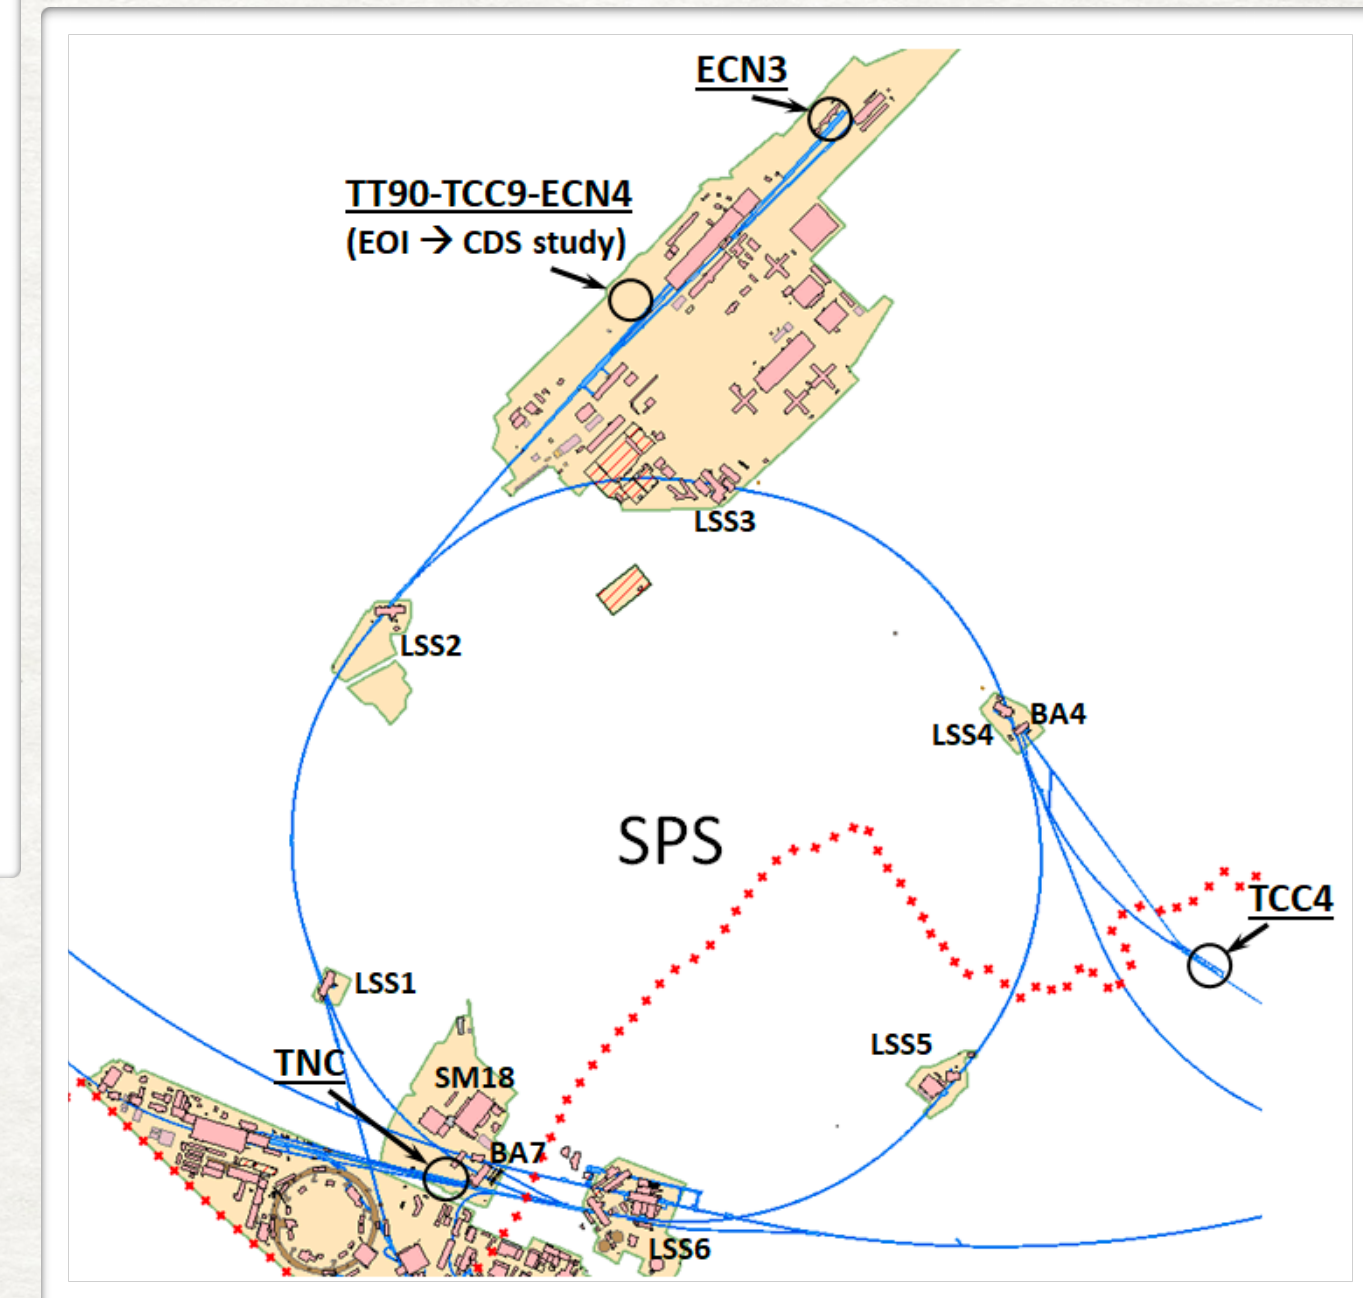 ECN3
TT90-TCC9-ECN4
(EOI → CDS study)
LSS3
LSS2
BA4
LSS4
SPS
TCC4
LSS1
LSS5
TNC
SM18
BA7
LSS6